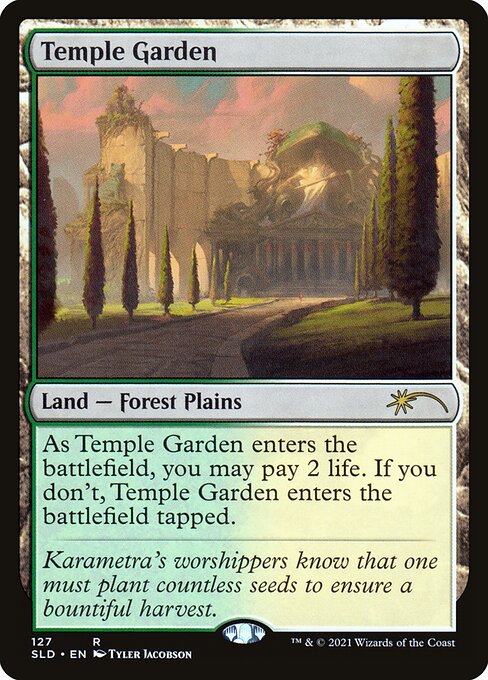 Temple Garden
Land — Forest Plains
As Temple Garden enters the
battlefield, you may pay 2 life. If you
don't, Temple Garden enters the
battlefield tapped.
Karametra's worshippers know that one
must plant countless seeds to ensure a
bountiful harvest.
127 R
SLD • EN Tyler Jacobson
™ & © 2021 Wizards of the Coast